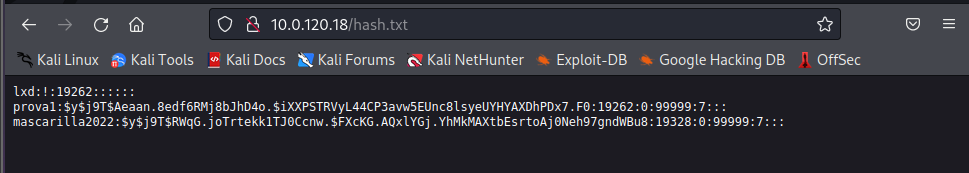 10.0.120.18/hash.txt
Kali Linux Kali Tools Kali Docs Kali Forums Kali NetHunter Exploit-DB Google Hacking DB OffSec
lxd:!:19262::::::
prova1:$y$j9T$Aeaan.8edf6RMj8bJhD4o.$iXXPSTRVyL44CP3avw5EUnc8lsyeUYHYAXDhPDx7.F0:19262:0:99999:7:::
mascarilla2022:$y$j9T$RWqG.joTrtekk1TJ0Ccnw.$FXcKG.AQxlYGj.YhMkMAXtbEsrtoAj0Neh97gndWBu8:19328:0:99999:7:::